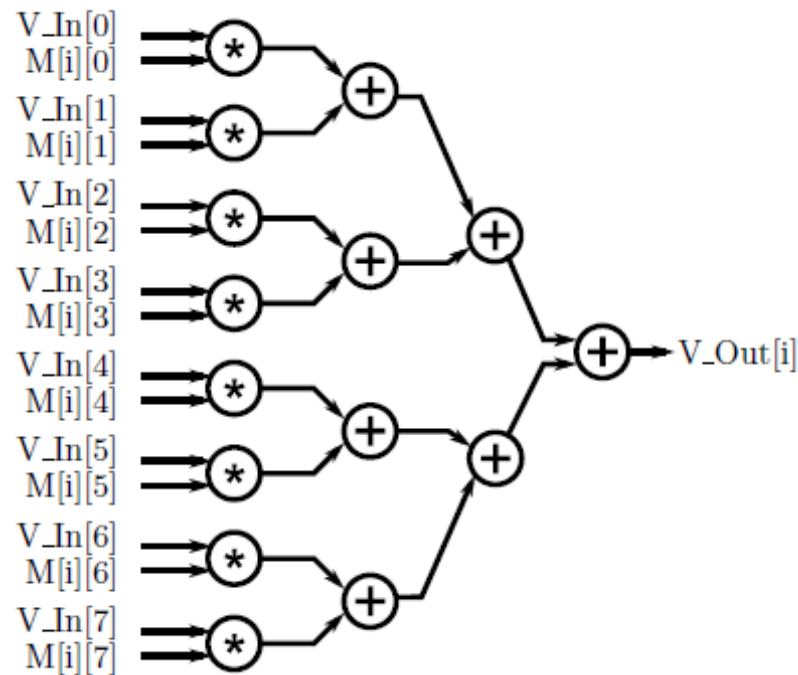 V_In[0]
M[i][0]
*
+
V_In[1]
M[i][1]
*
V_In[2]
M[i][2]
*
+
+
V_In[3]
M[i][3]
*
+
V_Out[i]
V_In[4]
M[i][4]
*
+
+
V_In[5]
M[i][5]
*
V_In[6]
M[i][6]
*
+
V_In[7]
M[i][7]
*